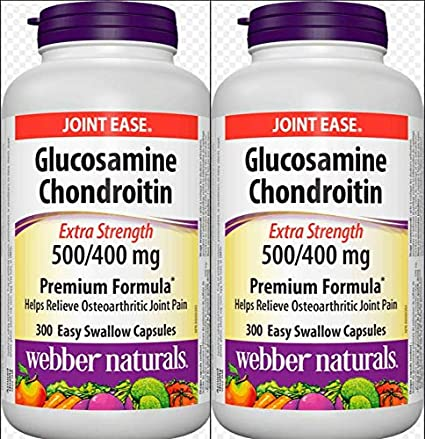 JOINT EASE®
Glucosamine
Chondroitin
Extra Strength
500/400 mg
Premium Formula*
Helps Relieve Osteoarthritic Joint Pain
300 Easy Swallow Capsules
webber naturals®
JOINT EASE®
Glucosamine
Chondroitin
Extra Strength
500/400 mg
Premium Formula*
Helps Relieve Osteoarthritic Joint Pain
300 Easy Swallow Capsules
webber naturals®